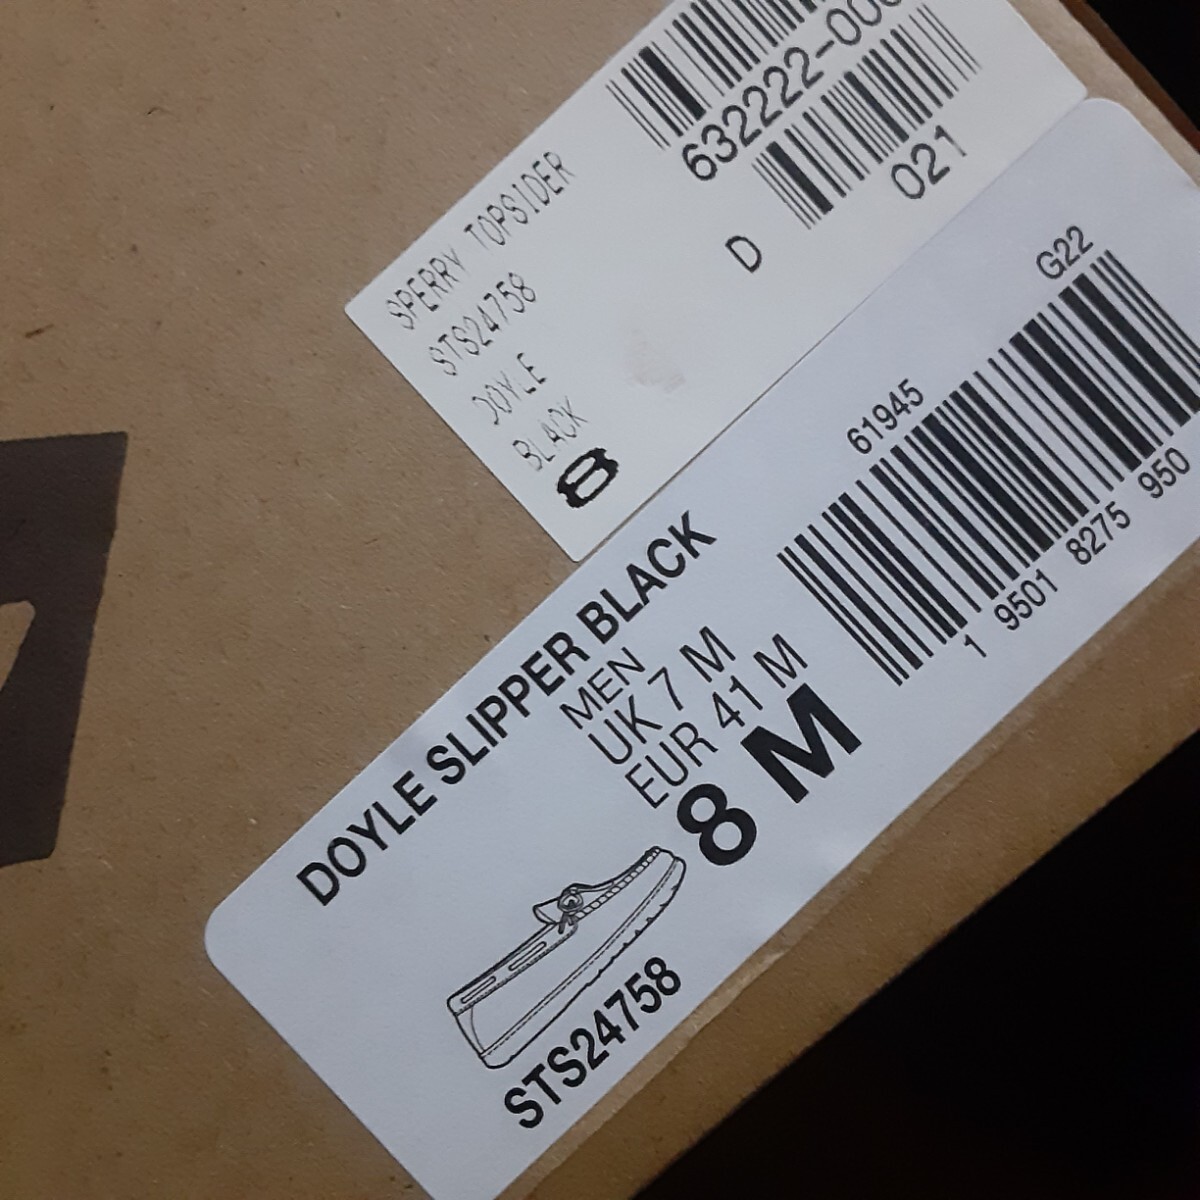 632222-000
021
D
SPERRY TOPSIDER
STS24758
DOYLE
BLACK
8
G22
61945
1 9501 8275 950
DOYLE SLIPPER BLACK
MEN
UK 7 M
EUR 41 M
8 M
STS24758